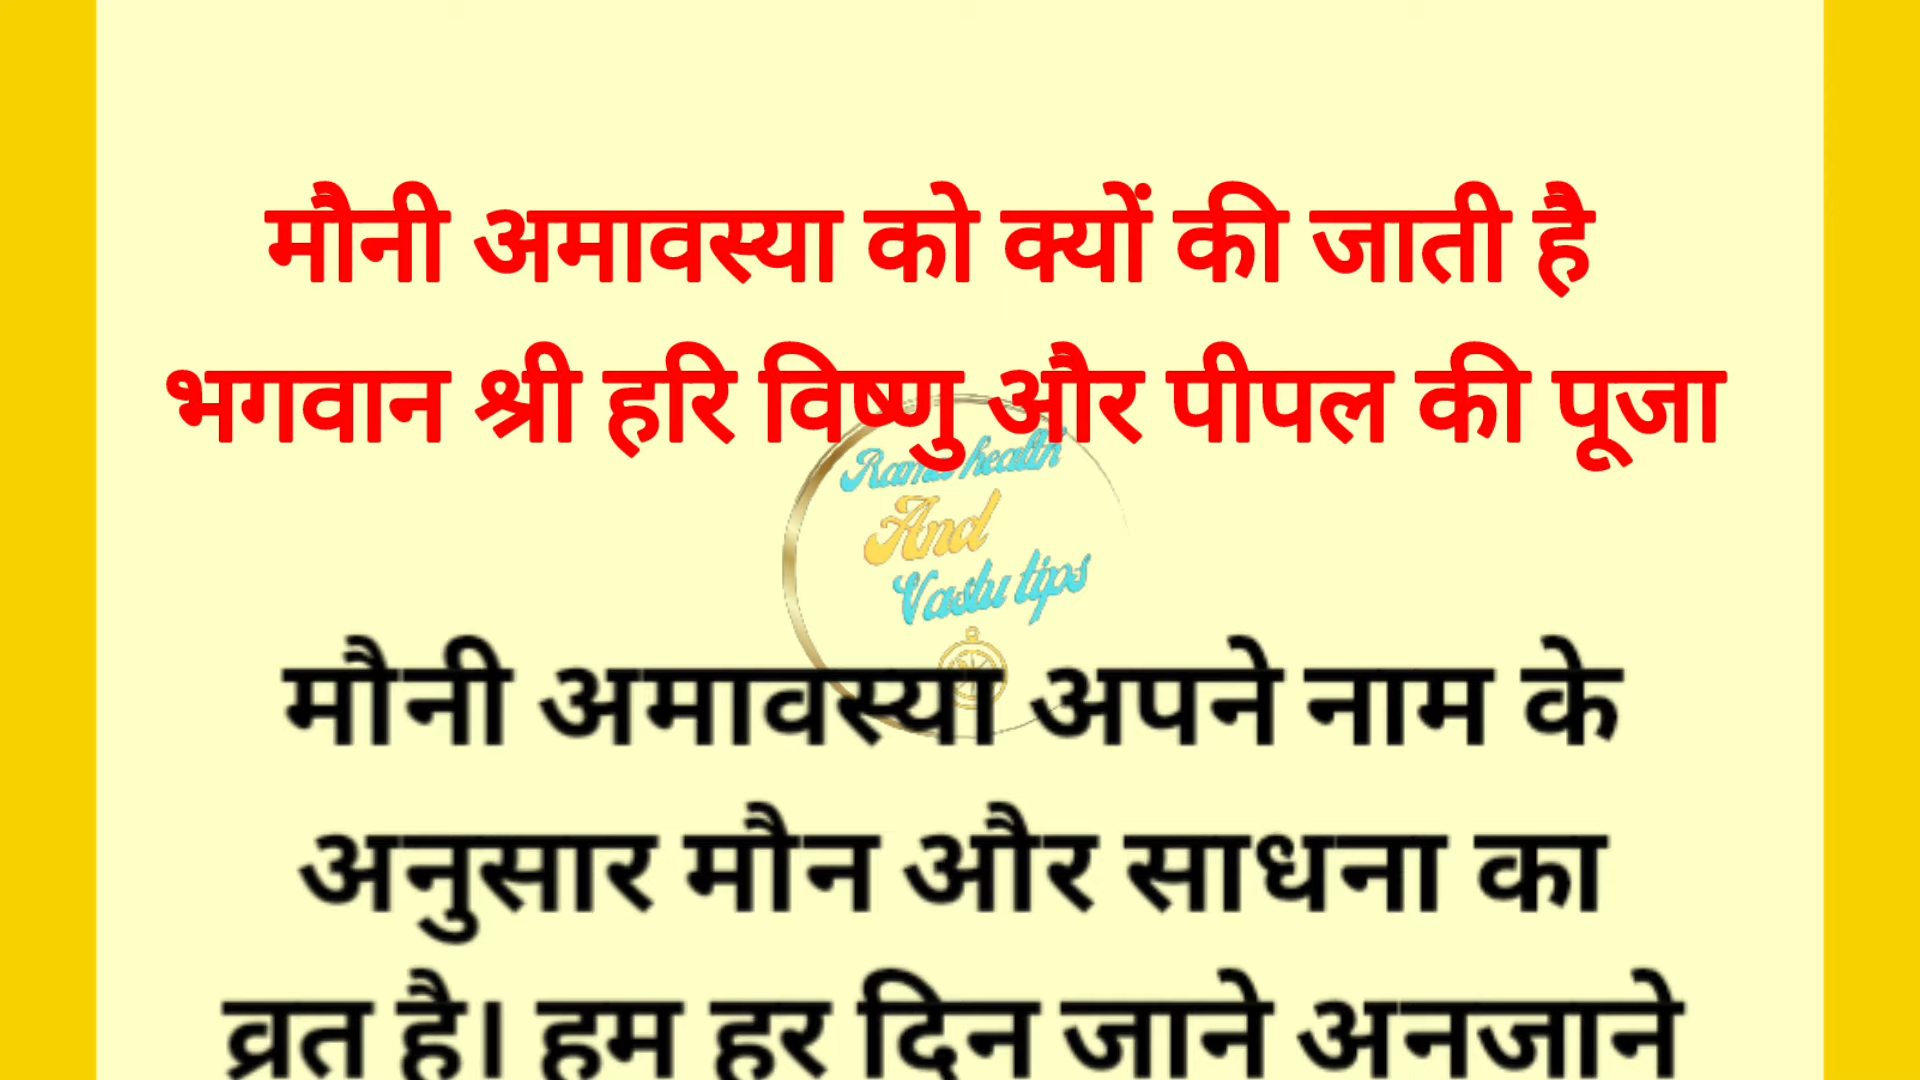 मौनी अमावस्या को क्यों की जाती है
भगवान श्री हरि विष्णु और पीपल की पूजा
health
And
Vastu tips
मौनी अमावस्या अपने नाम के
अनुसार मौन और साधना का
व्रत है। हम हर दिन जाने अनजाने